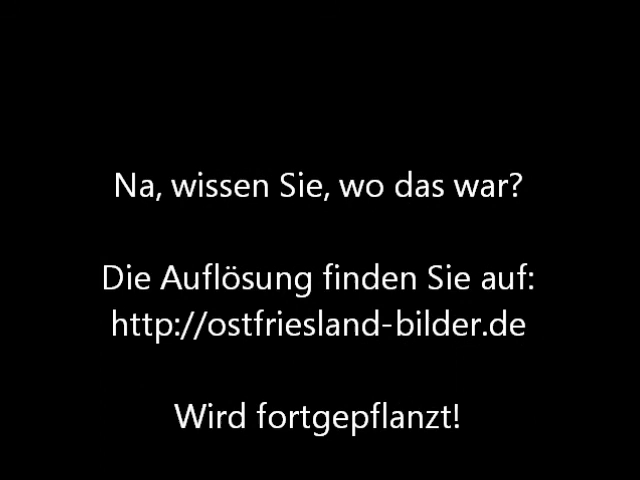 Na, wissen Sie, wo das war?
Die Auflösung finden Sie auf:
http://ostfriesland-bilder.de
Wird fortgepflanzt!